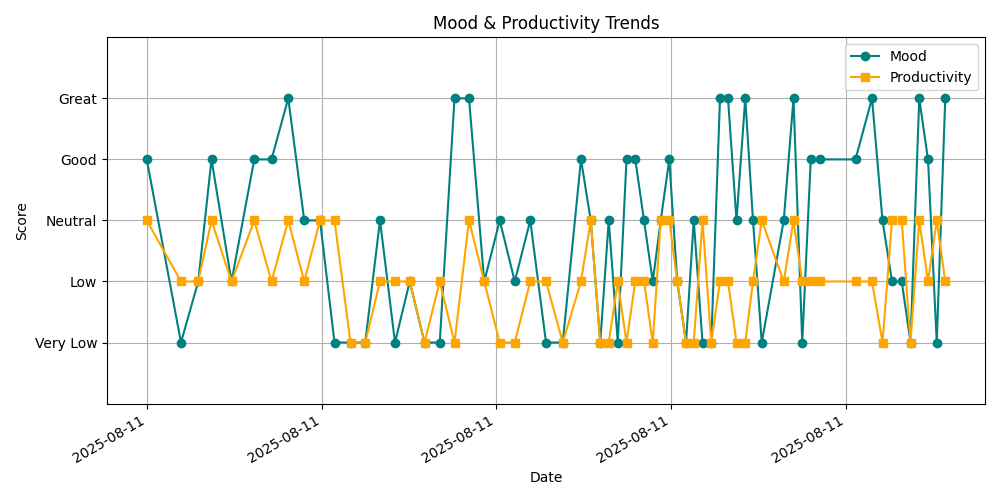 Mood & Productivity Trends
Mood
Productivity
Great
Good
Neutral
Low
Very Low
Score
2025-08-11
2025-08-11
2025-08-11
2025-08-11
2025-08-11
Date